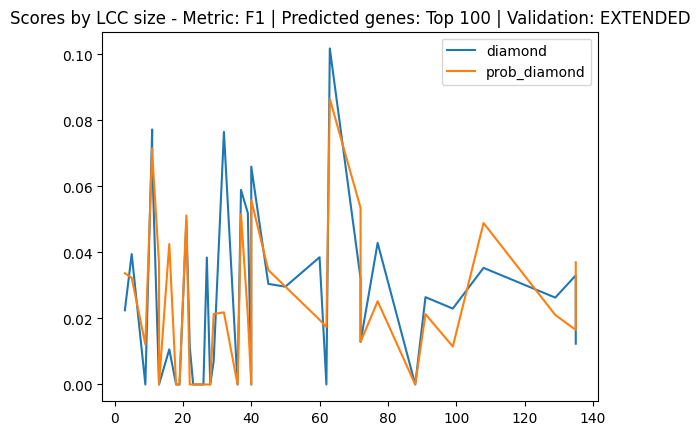 Scores by LCC size - Metric: F1 | Predicted genes: Top 100 | Validation: EXTENDED
diamond
prob_diamond
0.10
0.08
0.06
0.04
0.02
0.00
0 20 40 60 80 100 120 140